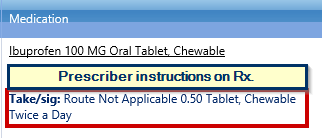 Medication
Ibuprofen 100 MG Oral Tablet, Chewable
Prescriber instructions on Rx.
Take/sig: Route Not Applicable 0.50 Tablet, Chewable
Twice a Day